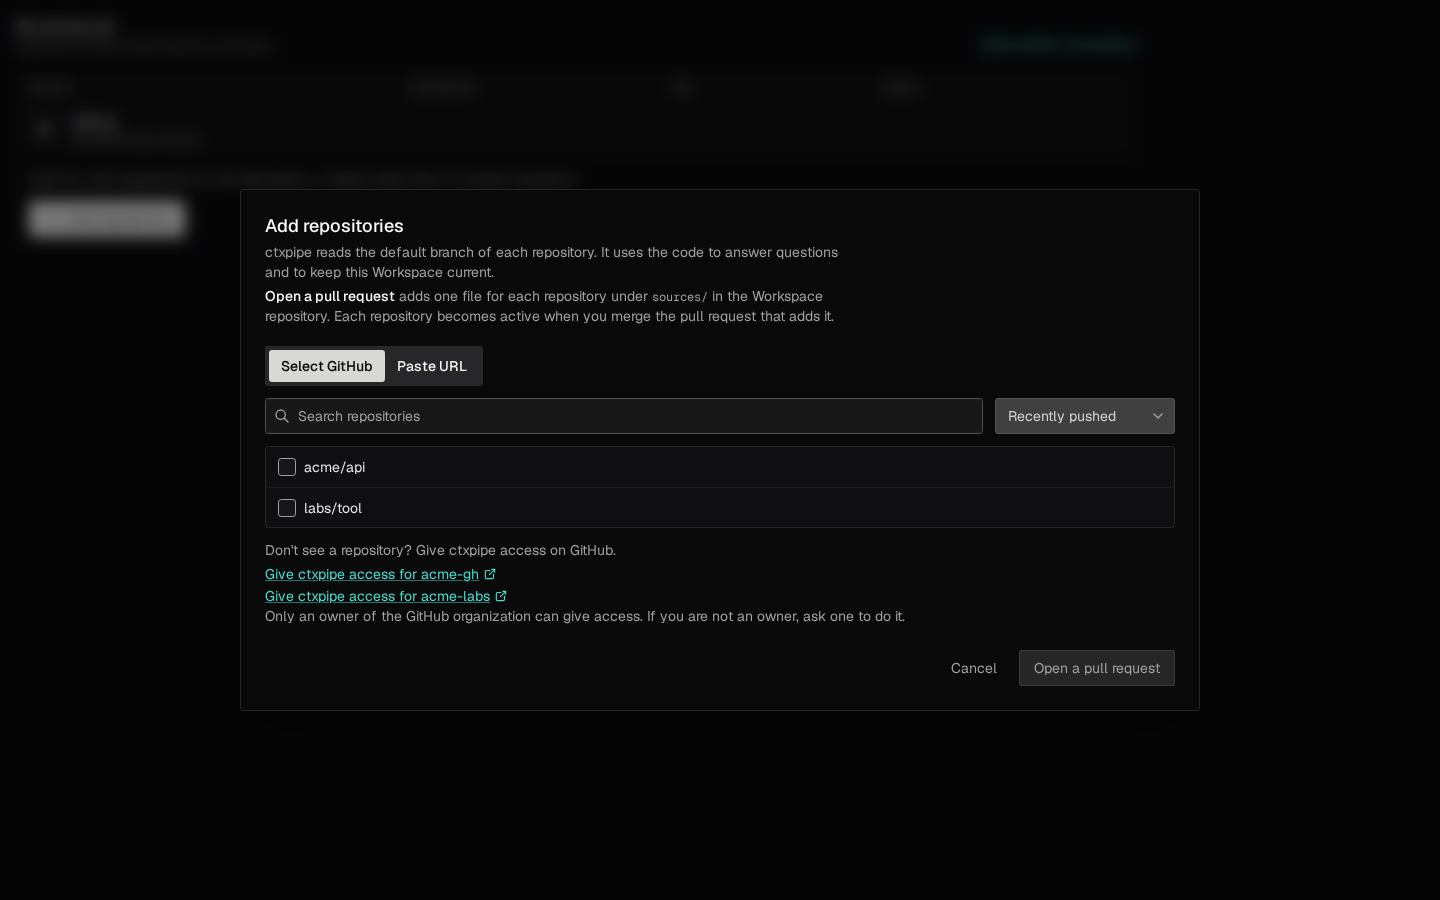 Add repositories
ctxpipe reads the default branch of each repository. It uses the code to answer questions
and to keep this Workspace current.
Open a pull request adds one file for each repository under sources/ in the Workspace
repository. Each repository becomes active when you merge the pull request that adds it.
Select GitHub Paste URL
Search repositories Recently pushed
acme/api
labs/tool
Don't see a repository? Give ctxpipe access on GitHub.
Give ctxpipe access for acme-gh
Give ctxpipe access for acme-labs
Only an owner of the GitHub organization can give access. If you are not an owner, ask one to do it.
Cancel Open a pull request